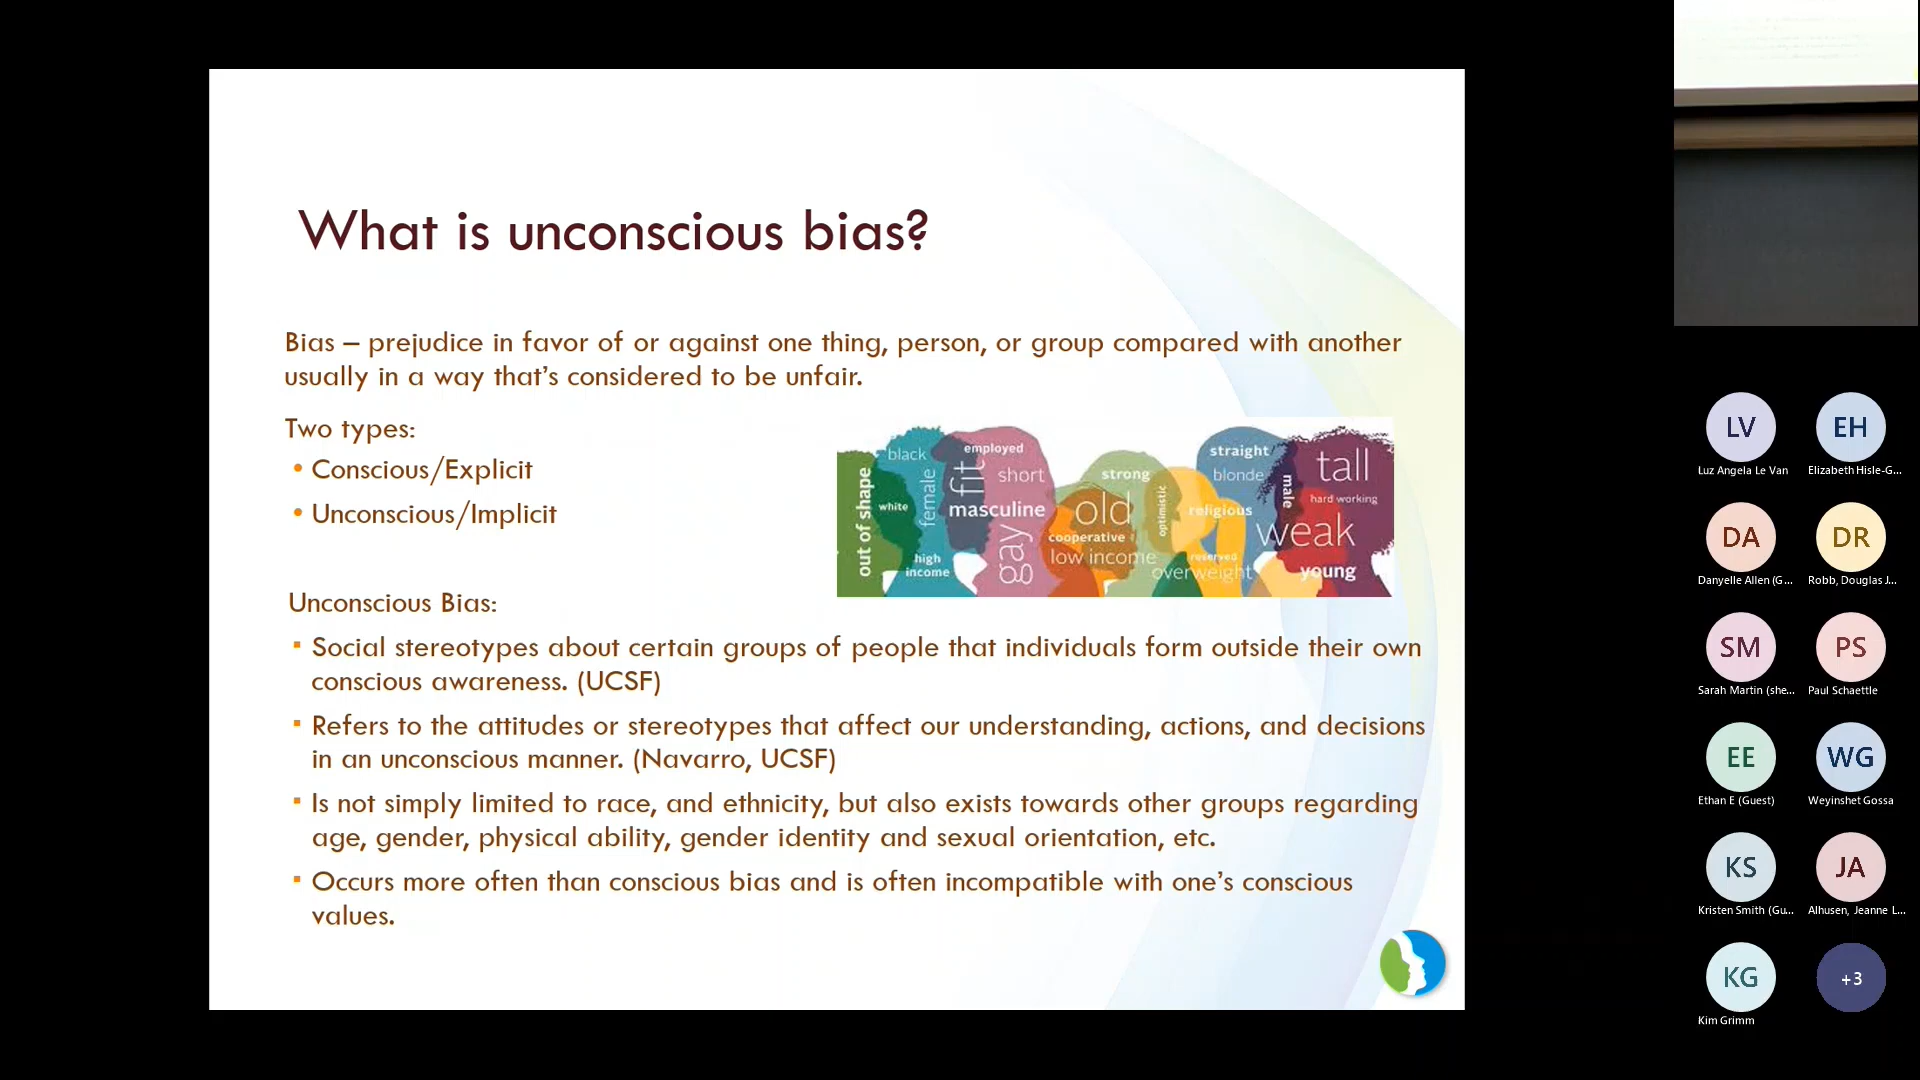 What is unconscious bias?
Bias – prejudice in favor of or against one thing, person, or group compared with another
usually in a way that's considered to be unfair.
Two types:
• Conscious/Explicit
• Unconscious/Implicit
out of shape
black
white
female
high
income
fit
employed
short
masculine
gay
strong
old
cooperative
low income
optimistic
overweight
reserved
religious
straight
blonde
male
tall
hard working
weak
young
Unconscious Bias:
▪ Social stereotypes about certain groups of people that individuals form outside their own
conscious awareness. (UCSF)
▪ Refers to the attitudes or stereotypes that affect our understanding, actions, and decisions
in an unconscious manner. (Navarro, UCSF)
▪ Is not simply limited to race, and ethnicity, but also exists towards other groups regarding
age, gender, physical ability, gender identity and sexual orientation, etc.
▪ Occurs more often than conscious bias and is often incompatible with one's conscious
values.
LV
Luz Angela Le Van
EH
Elizabeth Hisle-G...
DA
Danyelle Allen (G...
DR
Robb, Douglas J...
SM
Sarah Martin (she...
PS
Paul Schaettle
EE
Ethan E (Guest)
WG
Weyinshet Gossa
KS
Kristen Smith (Gu...
JA
Alhusen, Jeanne L...
KG
Kim Grimm
+3